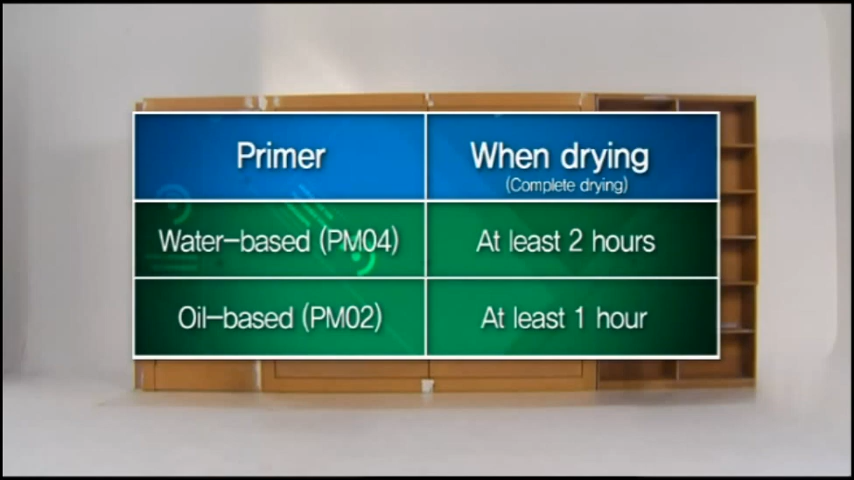 Primer
When drying
(Complete drying)
Water-based (PM04)
At least 2 hours
Oil-based (PM02)
At least 1 hour